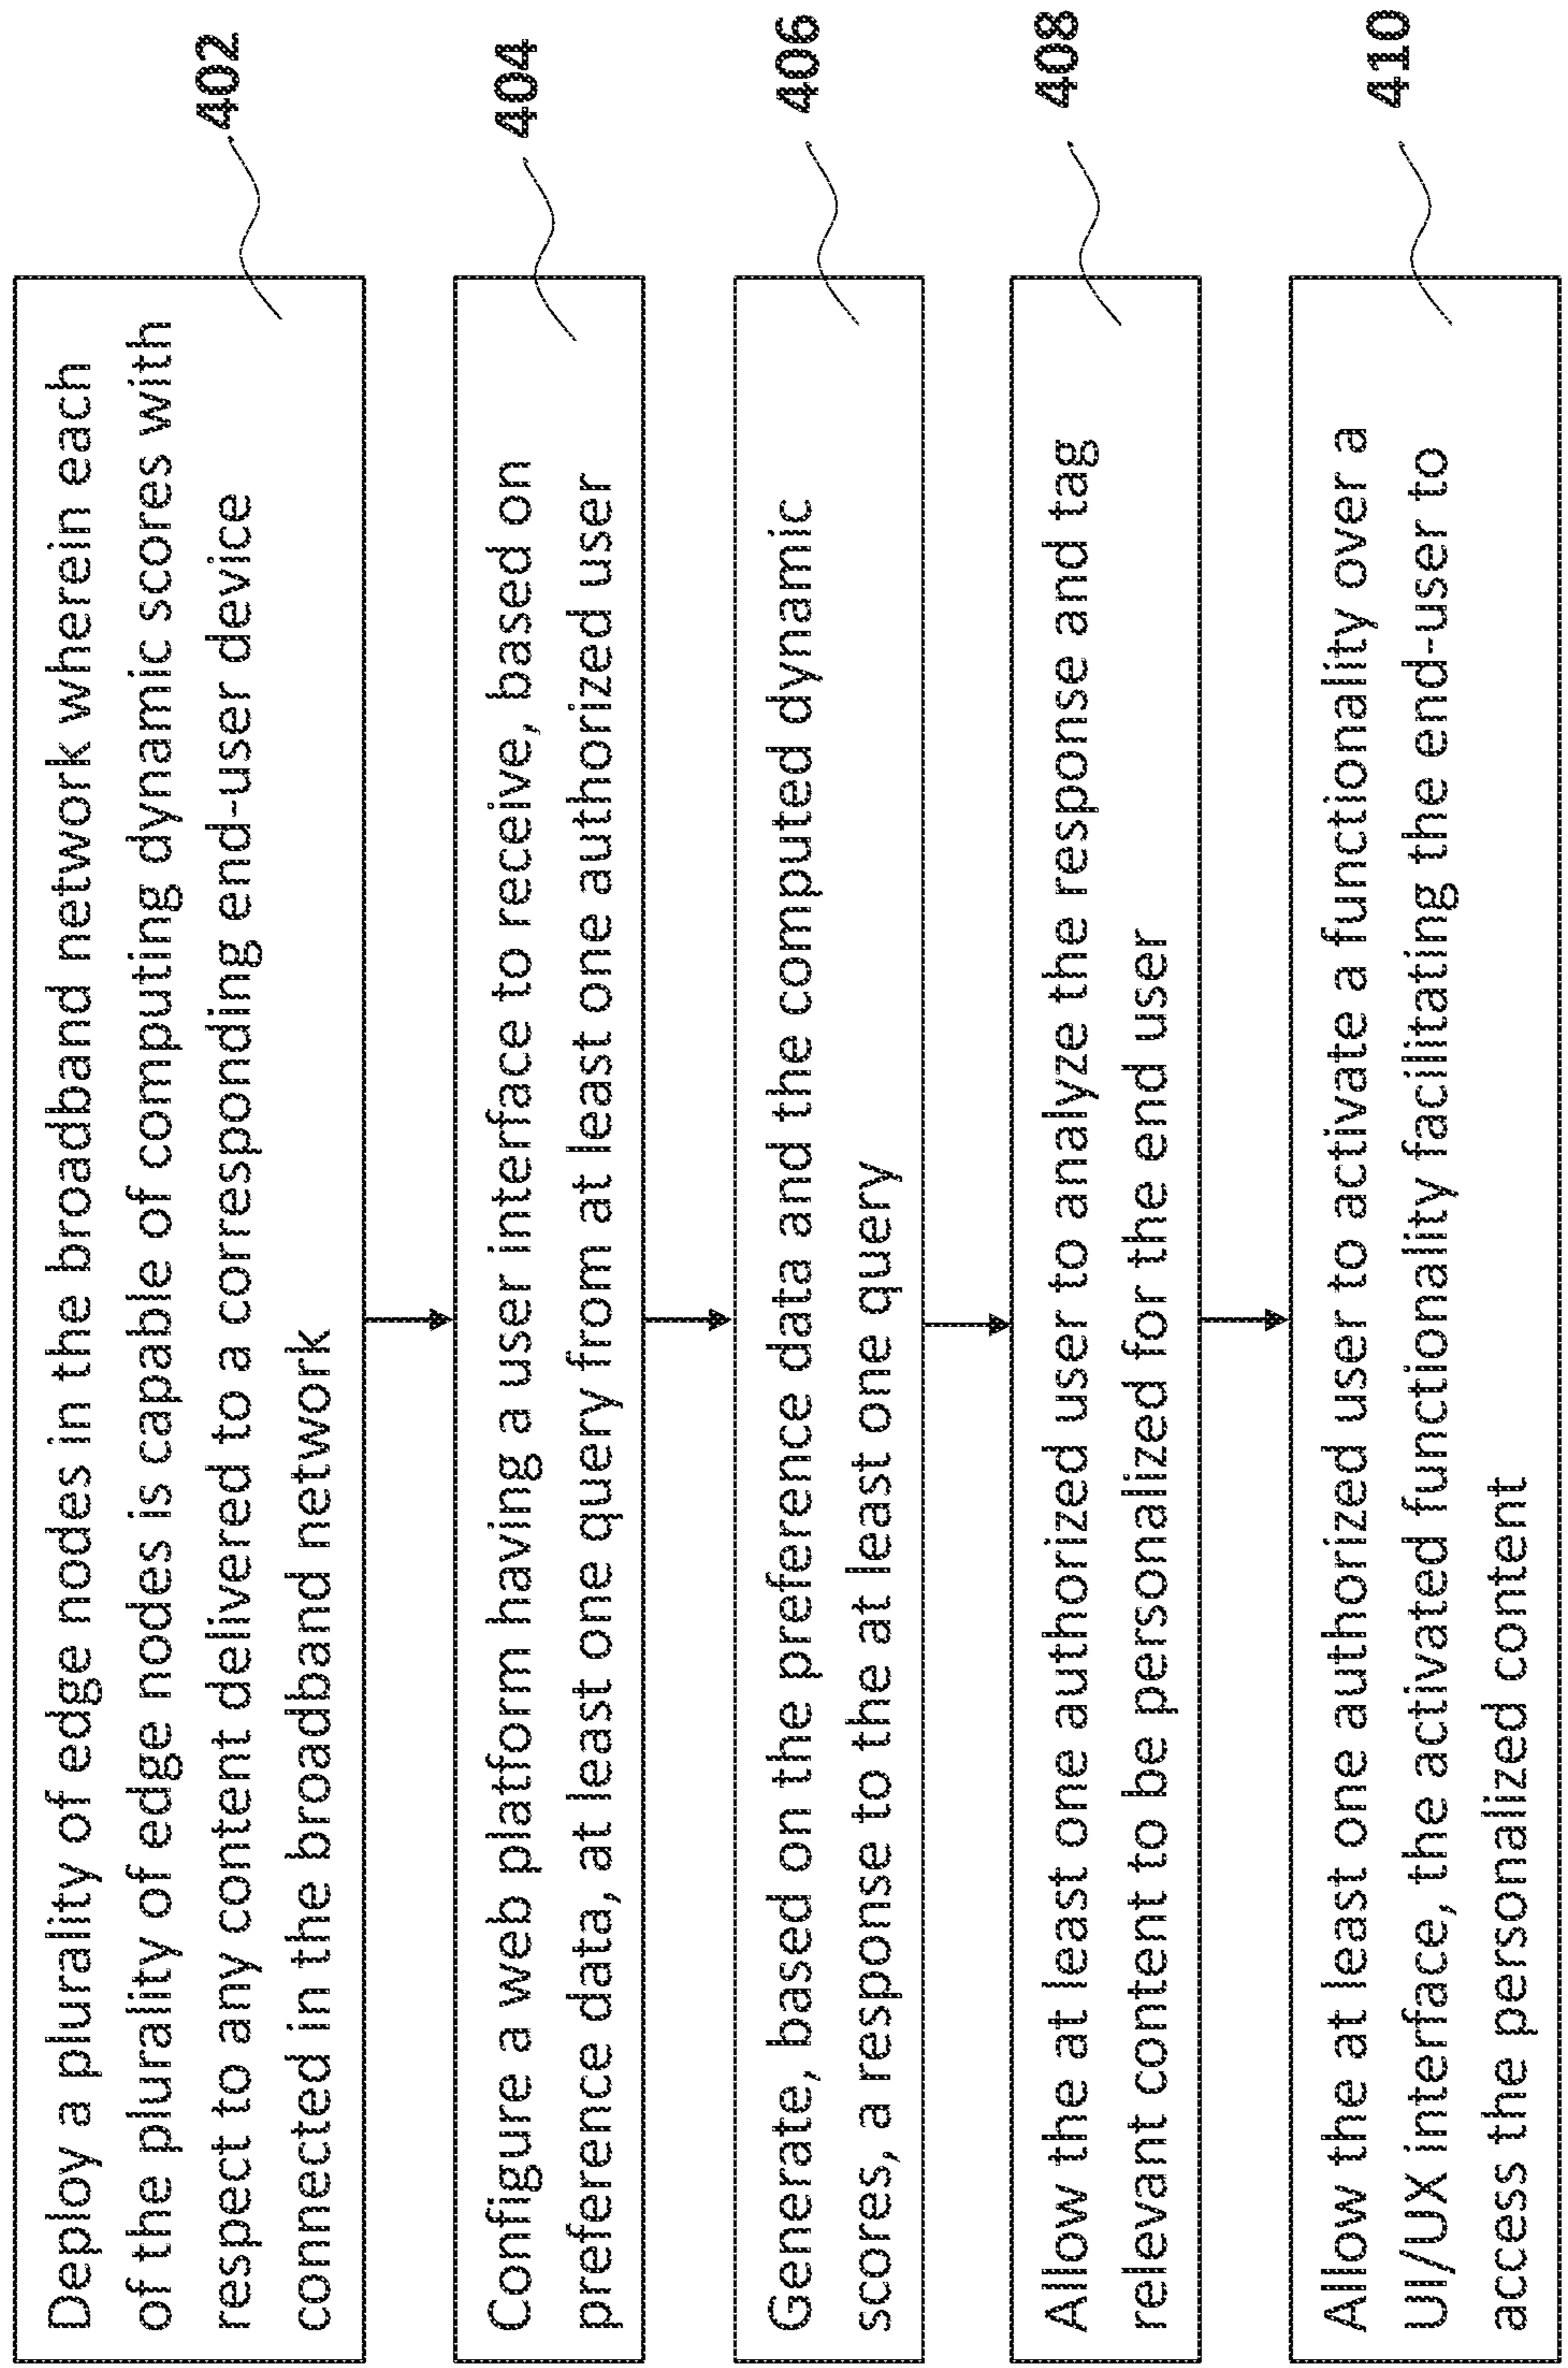 Deploy a plurality of edge nodes in the broadband network wherein each
of the plurality of edge nodes is capable of computing dynamic scores with
respect to any content delivered to a corresponding end-user device
connected in the broadband network
402
Configure a web platform having a user interface to receive, based on
preference data, at least one query from at least one authorized user
404
Generate, based on the preference data and the computed dynamic
scores, a response to the at least one query
406
Allow the at least one authorized user to analyze the response and tag
relevant content to be personalized for the end user
408
Allow the at least one authorized user to activate a functionality over a
UI/UX interface, the activated functionality facilitating the end-user to
access the personalized content
410